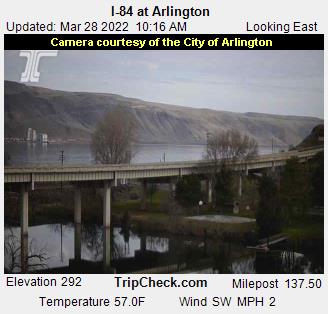 I-84 at Arlington
Updated: Mar 28 2022 10:16 AM Looking East
Camera courtesy of the City of Arlington
Elevation 292 TripCheck.com Milepost 137.50
Temperature 57.0F Wind SW MPH 2